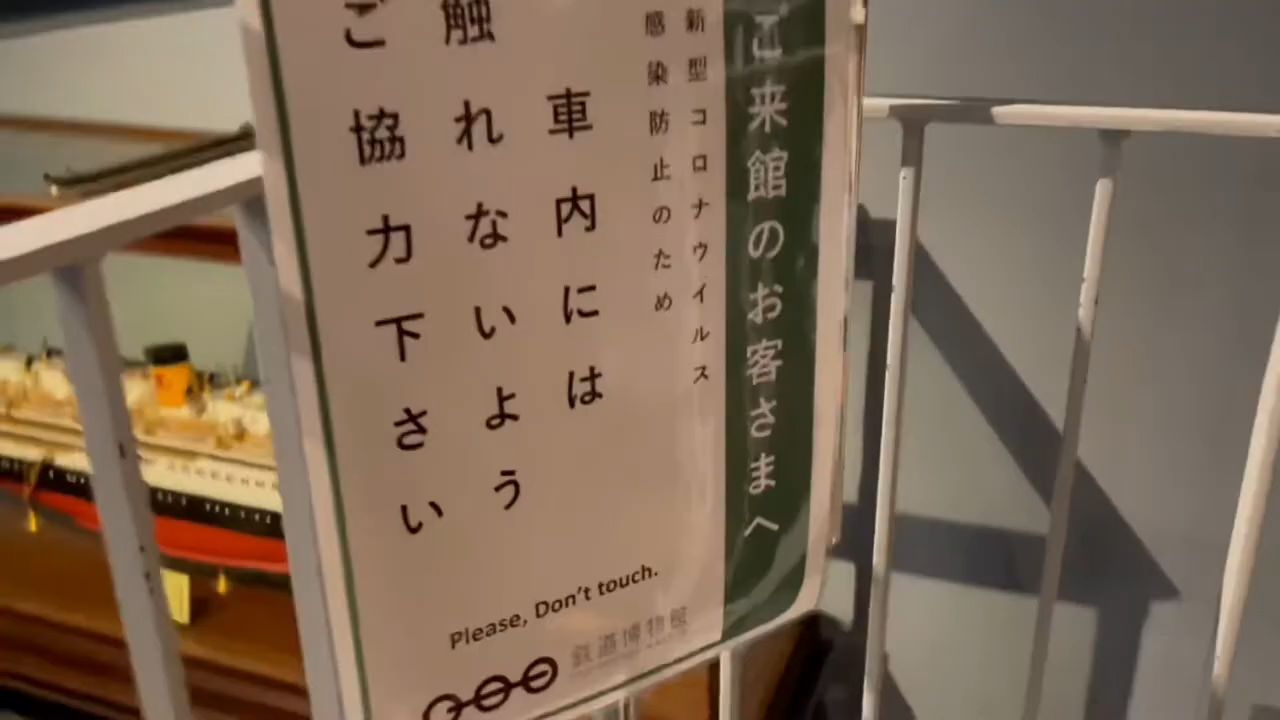 ご来館のお客さまへ
新型コロナウイルス
感染防止のため
車内には
触れないよう
ご協力下さい
Please, Don't touch.
鉄道博物館